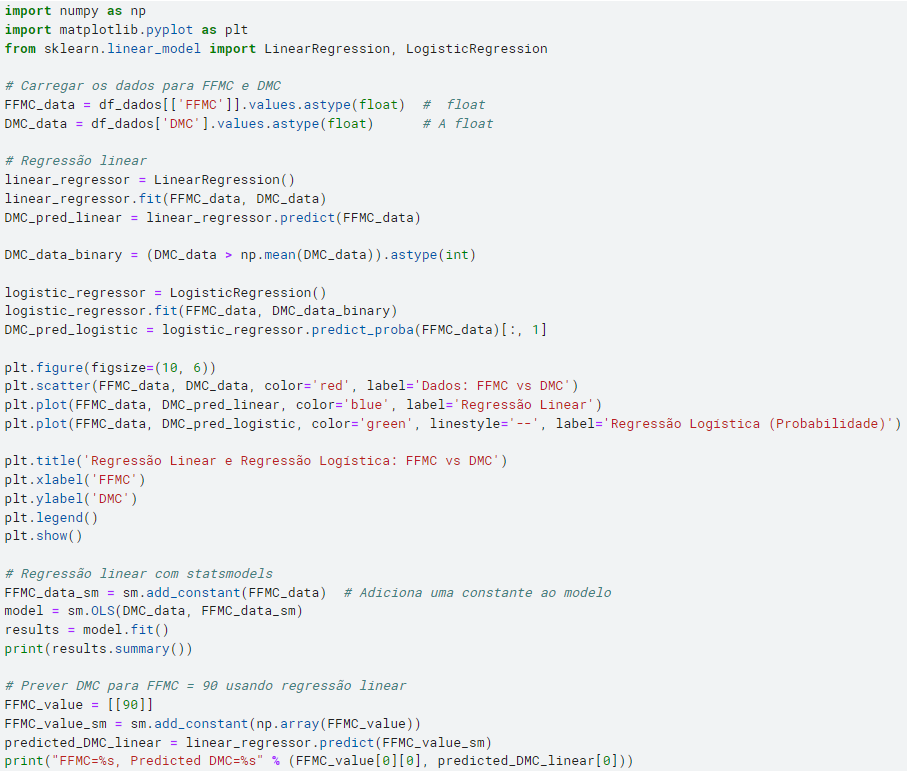 import numpy as np
import matplotlib.pyplot as plt
from sklearn.linear_model import LinearRegression, LogisticRegression
# Carregar os dados para FFMC e DMC
FFMC_data = df_dados[['FFMC']].values.astype(float)  #  float
DMC_data = df_dados['DMC'].values.astype(float)      # A float
# Regressão linear
linear_regressor = LinearRegression()
linear_regressor.fit(FFMC_data, DMC_data)
DMC_pred_linear = linear_regressor.predict(FFMC_data)
DMC_data_binary = (DMC_data > np.mean(DMC_data)).astype(int)
logistic_regressor = LogisticRegression()
logistic_regressor.fit(FFMC_data, DMC_data_binary)
DMC_pred_logistic = logistic_regressor.predict_proba(FFMC_data)[:, 1]
plt.figure(figsize=(10, 6))
plt.scatter(FFMC_data, DMC_data, color='red', label='Dados: FFMC vs DMC')
plt.plot(FFMC_data, DMC_pred_linear, color='blue', label='Regressão Linear')
plt.plot(FFMC_data, DMC_pred_logistic, color='green', linestyle='--', label='Regressão Logística (Probabilidade)')
plt.title('Regressão Linear e Regressão Logística: FFMC vs DMC')
plt.xlabel('FFMC')
plt.ylabel('DMC')
plt.legend()
plt.show()
# Regressão linear com statsmodels
FFMC_data_sm = sm.add_constant(FFMC_data)  # Adiciona uma constante ao modelo
model = sm.OLS(DMC_data, FFMC_data_sm)
results = model.fit()
print(results.summary())
# Prever DMC para FFMC = 90 usando regressão linear
FFMC_value = [[90]]
FFMC_value_sm = sm.add_constant(np.array(FFMC_value))
predicted_DMC_linear = linear_regressor.predict(FFMC_value_sm)
print("FFMC=%s, Predicted DMC=%s" % (FFMC_value[0][0], predicted_DMC_linear[0]))